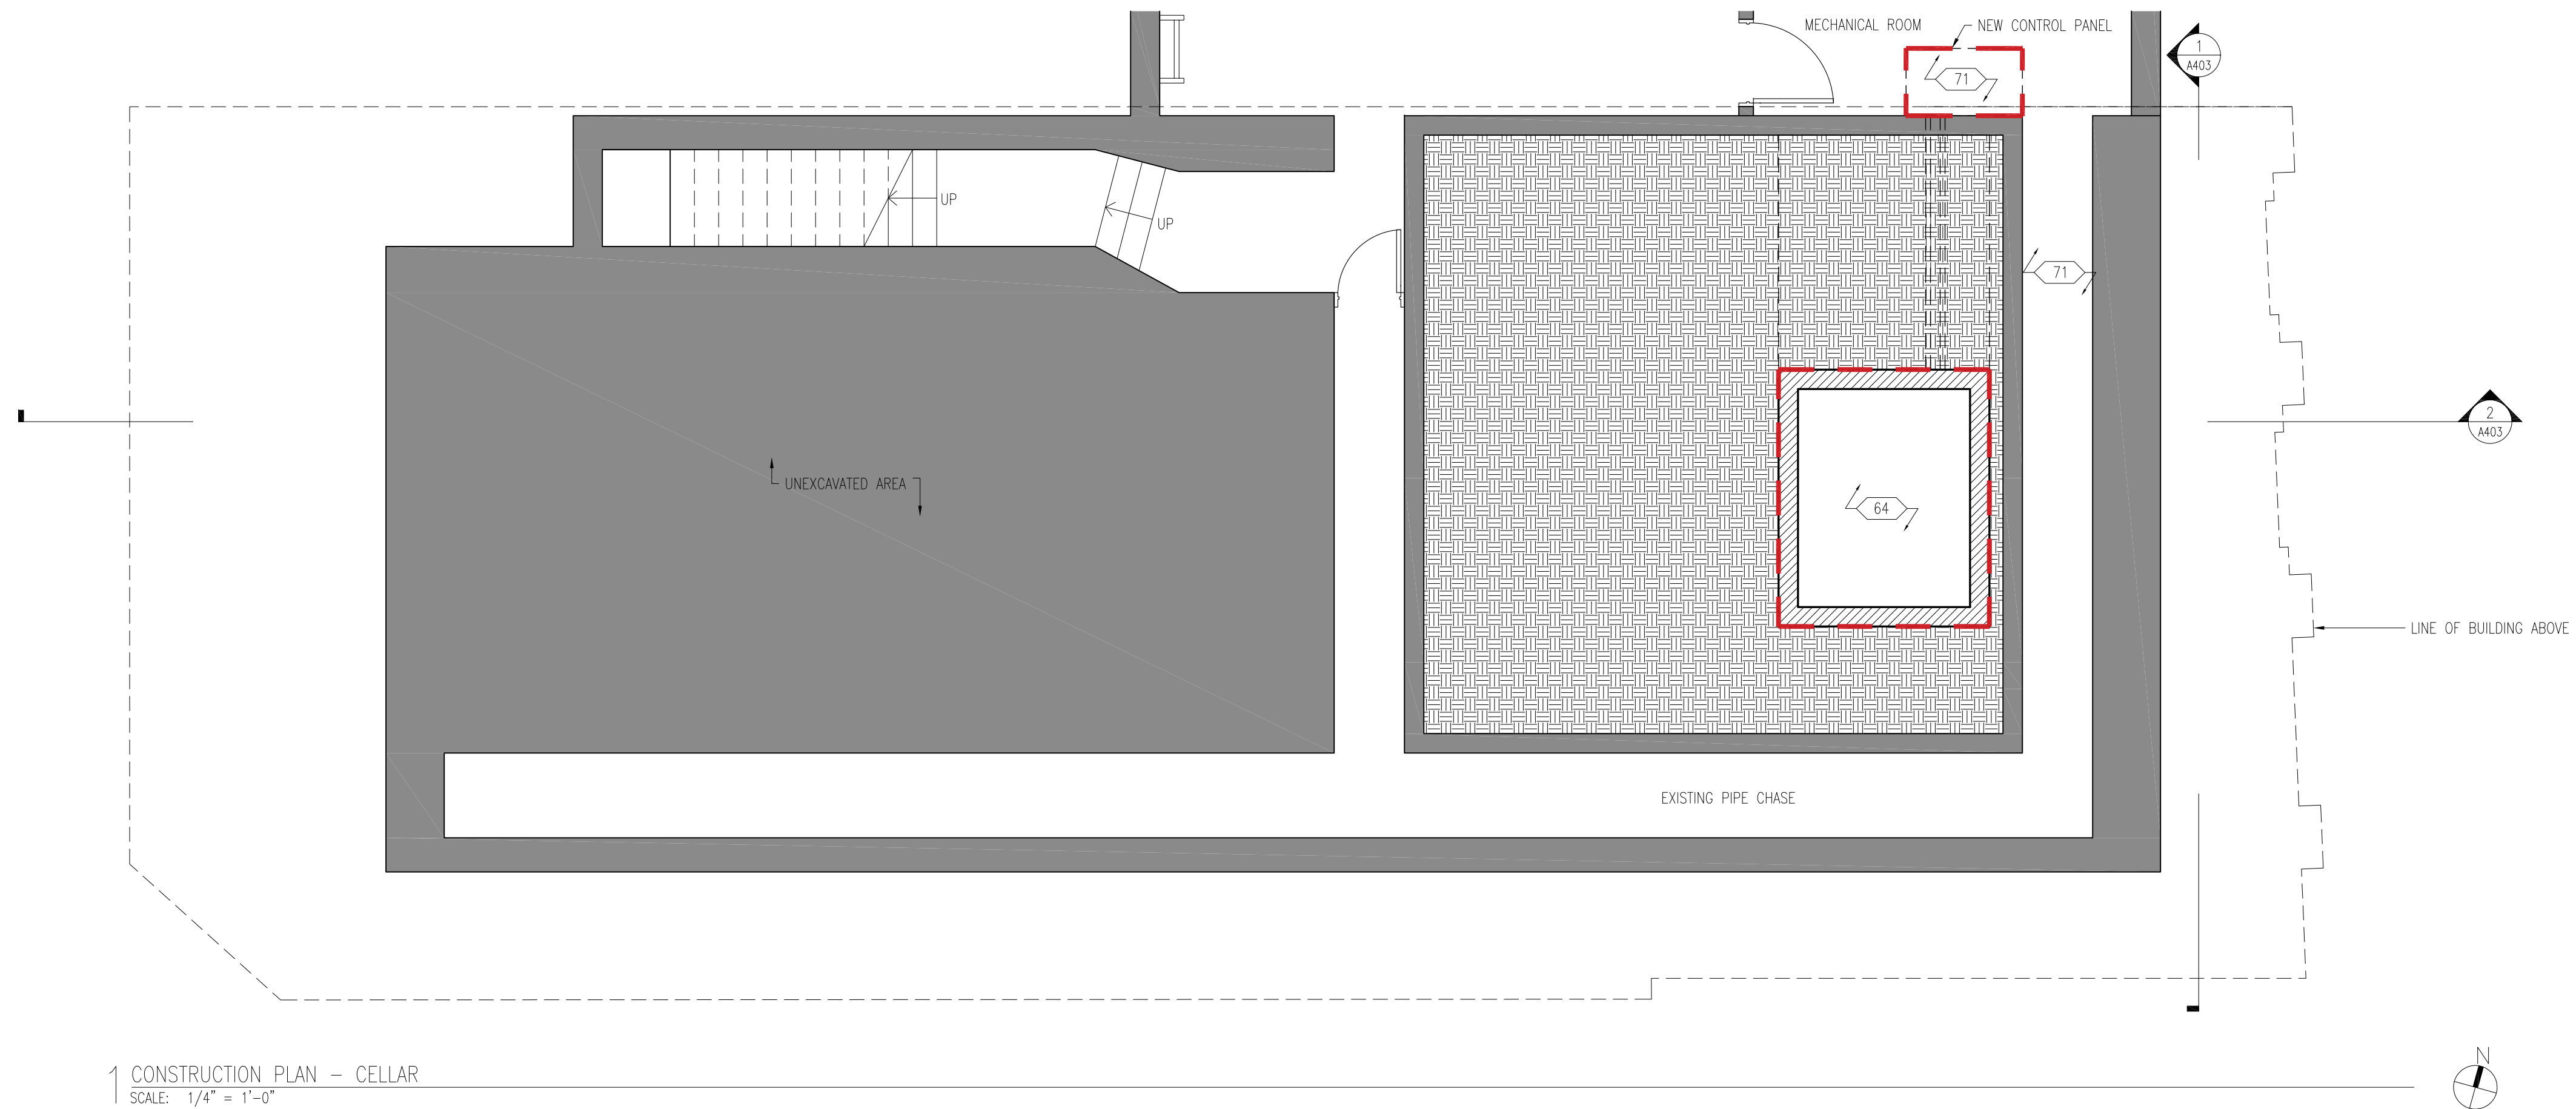 MECHANICAL ROOM
NEW CONTROL PANEL
1
A403
71
UP
UP
71
2
A403
UNEXCAVATED AREA
64
LINE OF BUILDING ABOVE
EXISTING PIPE CHASE
N
1 CONSTRUCTION PLAN - CELLAR
SCALE: 1/4" = 1'-0"